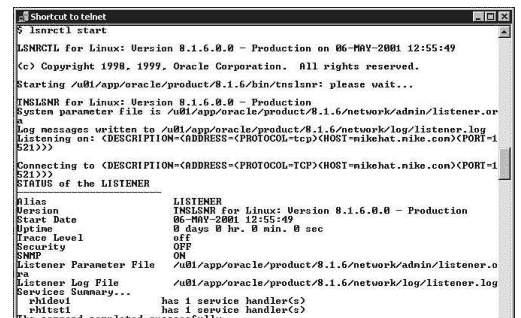 Shortcut to telnet
$ lsnrctl start
LSNRCTL for Linux: Version 8.1.6.0.0 - Production on 06-MAY-2001 12:55:49
(c) Copyright 1998, 1999, Oracle Corporation.  All rights reserved.
Starting /u01/app/oracle/product/8.1.6/bin/tnslsnr: please wait...
TNSLSNR for Linux: Version 8.1.6.0.0 - Production
System parameter file is /u01/app/oracle/product/8.1.6/network/admin/listener.or
a
Log messages written to /u01/app/oracle/product/8.1.6/network/log/listener.log
Listening on: (DESCRIPTION=(ADDRESS=(PROTOCOL=tcp)(HOST=mikehat.mike.com)(PORT=1
521)))
Connecting to (DESCRIPTION=(ADDRESS=(PROTOCOL=TCP)(HOST=mikehat.mike.com)(PORT=1
521)))
STATUS of the LISTENER
------------------------
Alias                     LISTENER
Version                   TNSLSNR for Linux: Version 8.1.6.0.0 - Production
Start Date                06-MAY-2001 12:55:49
Uptime                    0 days 0 hr. 0 min. 0 sec
Trace Level               off
Security                  OFF
SNMP                      ON
Listener Parameter File   /u01/app/oracle/product/8.1.6/network/admin/listener.o
ra
Listener Log File         /u01/app/oracle/product/8.1.6/network/log/listener.log
Services Summary...
  rhidev1               has 1 service handler(s)
  rhitst1               has 1 service handler(s)
The command completed successfully